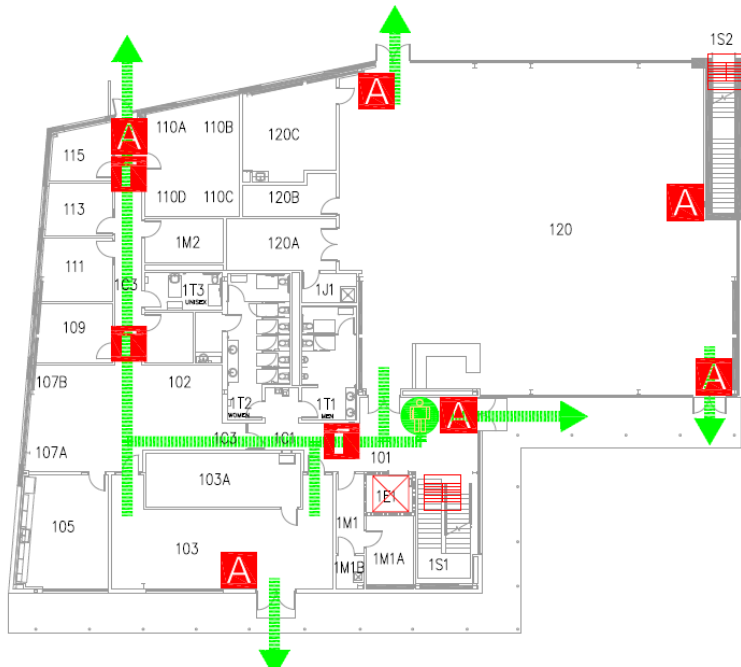 1S2
A
A
110A 110B
120C
115
110D 110C
120B
A
113
120
1M2
120A
111
1C3
1T3
UNISEX
1J1
109
A
107B
102
1T2
WOMEN
1T1
MEN
A
1C3
1C1
107A
101
103A
1E1
105
1M1
103
1M1A
1S1
A
1M1B